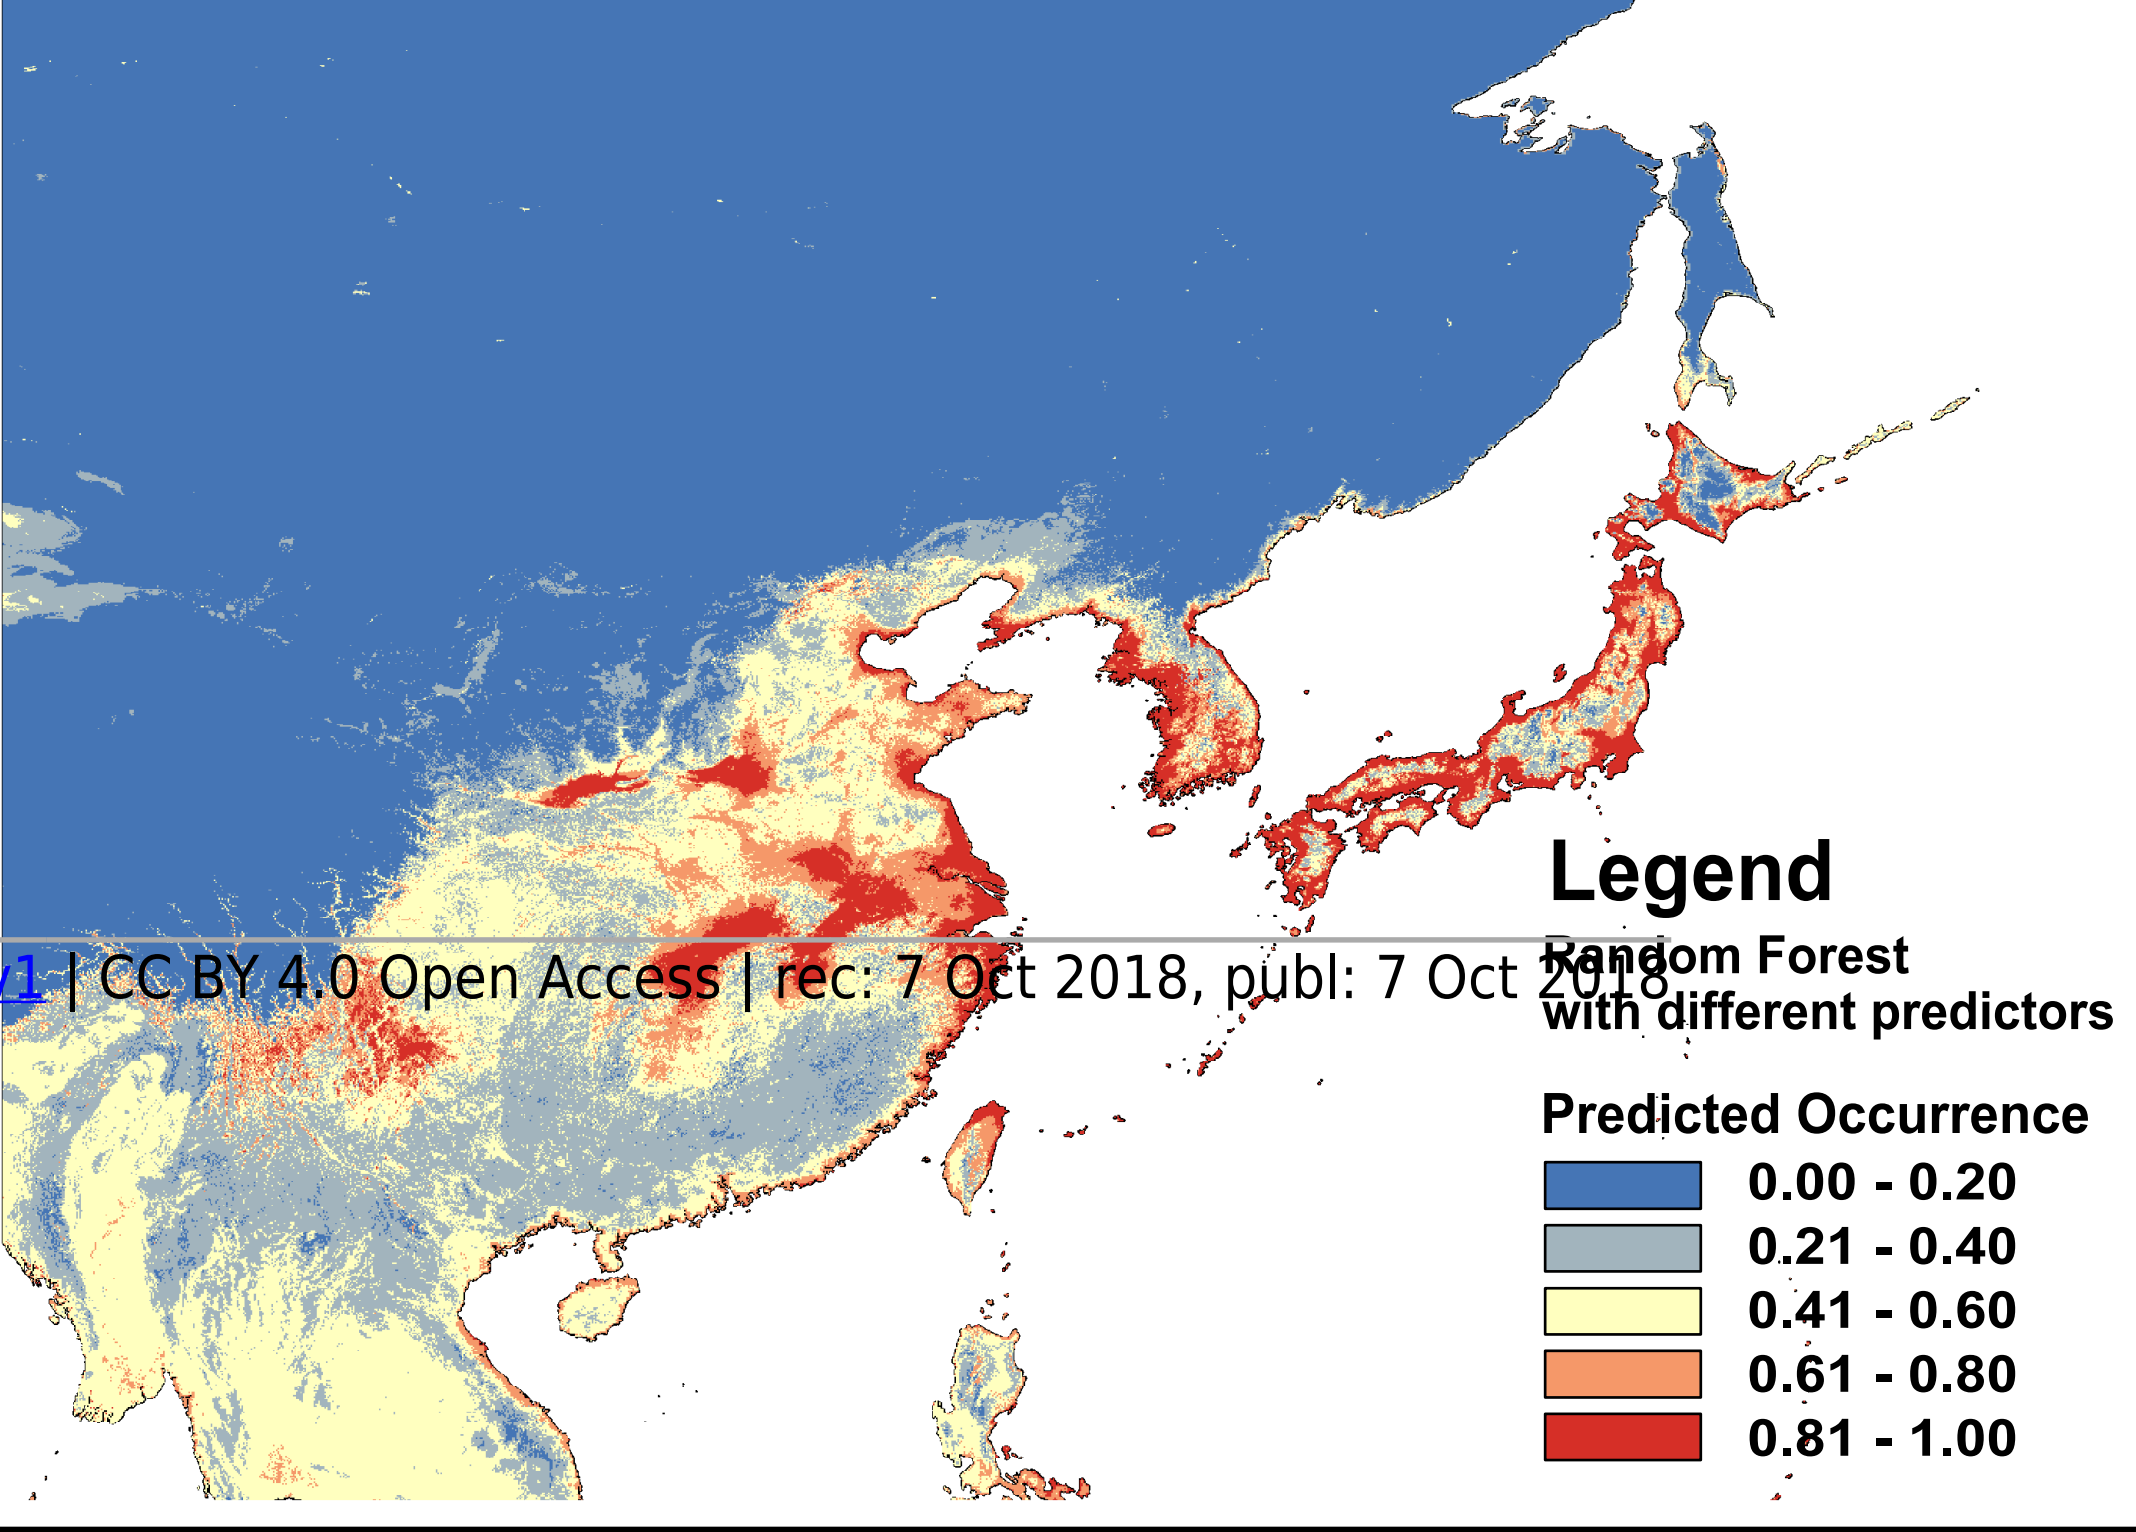 Legend
Random Forest
v1 | CC BY 4.0 Open Access | rec: 7 Oct 2018, publ: 7 Oct 2018
with different predictors
Predicted Occurrence
0.00 - 0.20
0.21 - 0.40
0.41 - 0.60
0.61 - 0.80
0.81 - 1.00